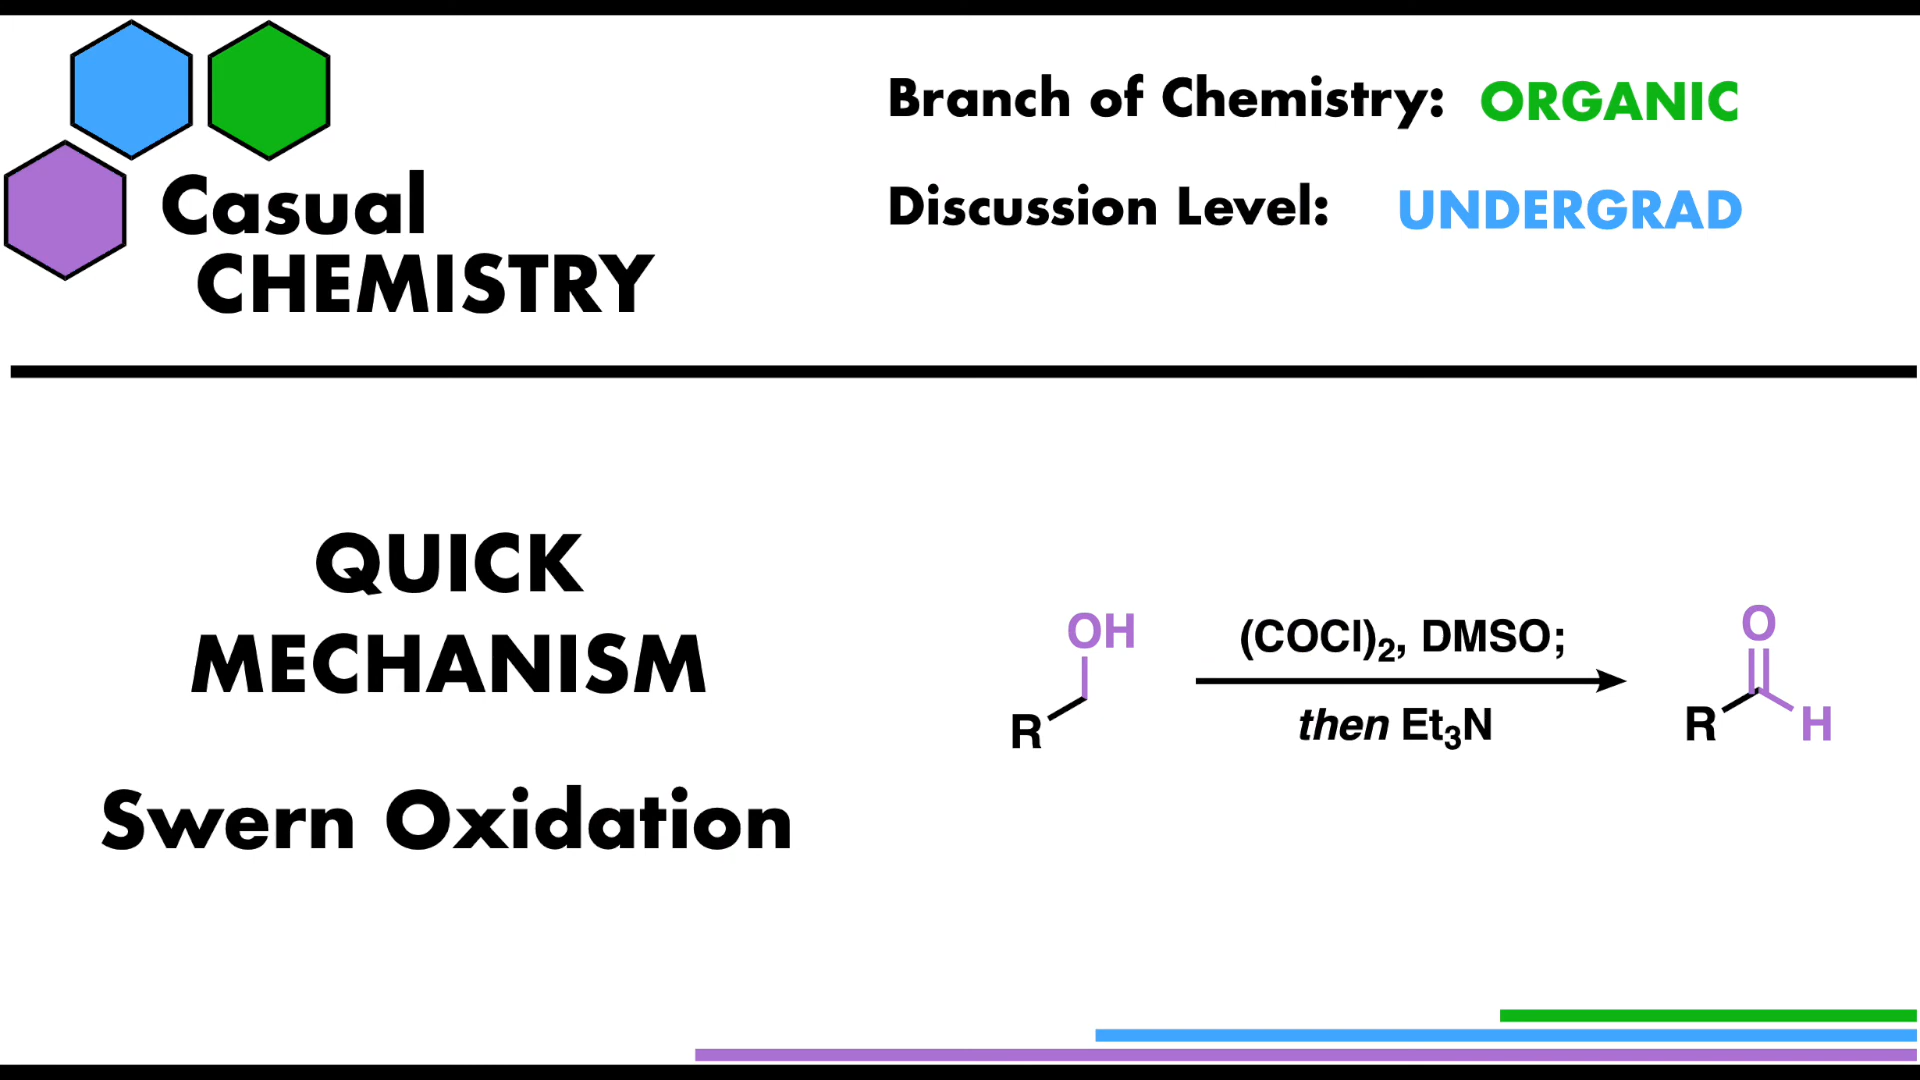 Casual
CHEMISTRY
Branch of Chemistry: ORGANIC
Discussion Level: UNDERGRAD
QUICK
MECHANISM
Swern Oxidation
OH
R
(COCl)₂, DMSO;
then Et₃N
O
R
H